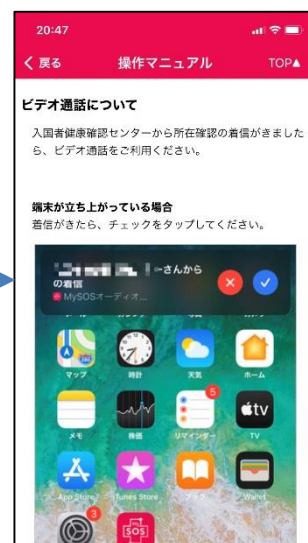 20:47
戻る 操作マニュアル TOP▲
ビデオ通話について
入国者健康確認センターから所在確認の着信がきました
ら、ビデオ通話をご利用ください。
端末が立ち上がっている場合
着信がきたら、チェックをタップしてください。
さんから
の着信
MySOSオーディオ...
マップ 時計 天気 ホーム
メモ 株価 リマインダー TV
5
tv
App Store iTunes Store ブック Wallet
3
SOS